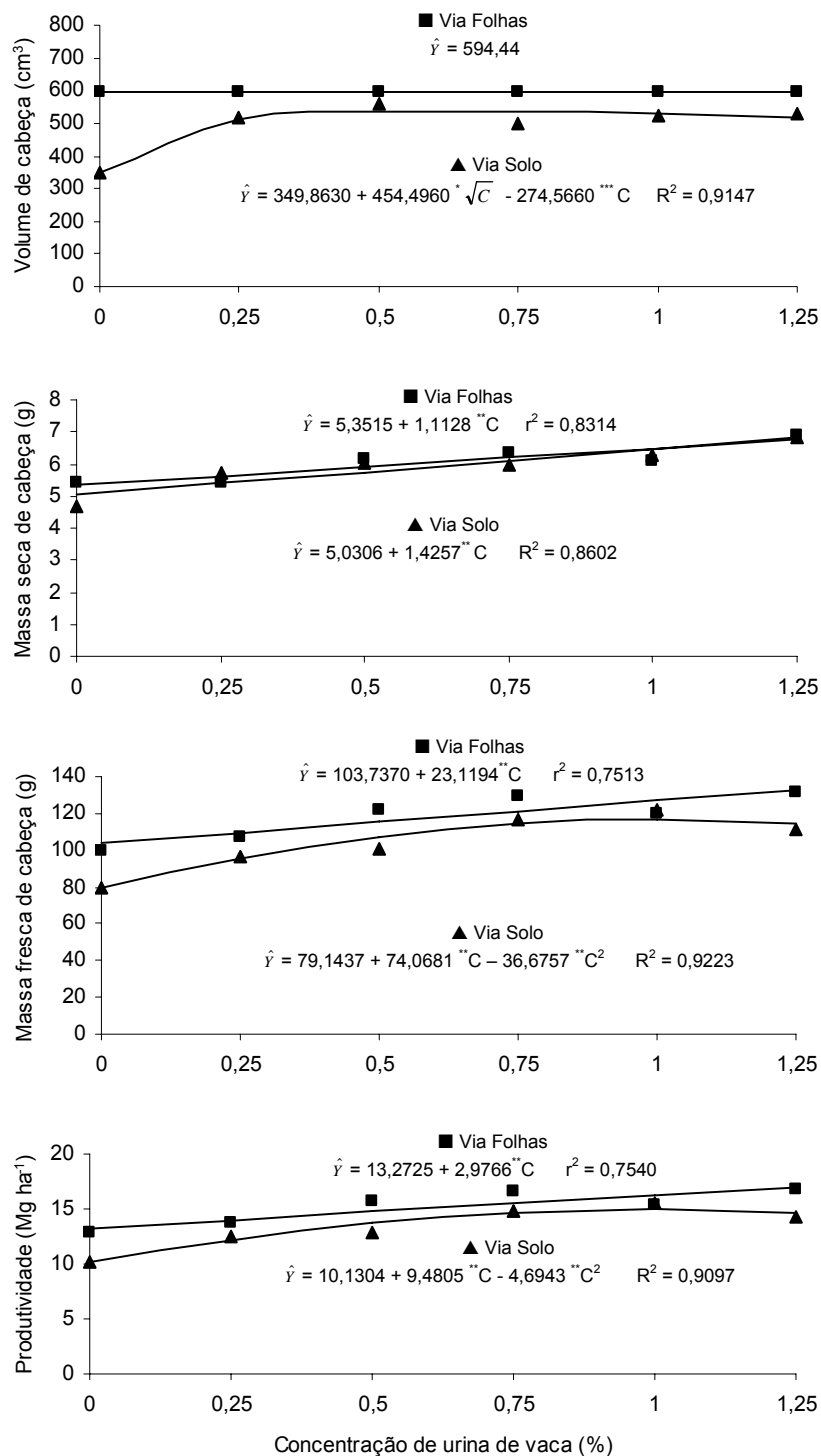 Volume de cabeça (cm³)
800
700
600
500
400
300
200
100
0
■ Via Folhas
Ŷ = 594,44
▲ Via Solo
Ŷ = 349,8630 + 454,4960 * √C - 274,5660 *** C R² = 0,9147
0 0,25 0,5 0,75 1 1,25
Massa seca de cabeça (g)
8
7
6
5
4
3
2
1
0
■ Via Folhas
Ŷ = 5,3515 + 1,1128 **C r² = 0,8314
▲ Via Solo
Ŷ = 5,0306 + 1,4257** C R² = 0,8602
0 0,25 0,5 0,75 1 1,25
Massa fresca de cabeça (g)
140
120
100
80
60
40
20
0
■ Via Folhas
Ŷ = 103,7370 + 23,1194**C r² = 0,7513
▲ Via Solo
Ŷ = 79,1437 + 74,0681 **C – 36,6757 **C² R² = 0,9223
0 0,25 0,5 0,75 1 1,25
Produtividade (Mg ha⁻¹)
20
15
10
5
0
■ Via Folhas
Ŷ = 13,2725 + 2,9766**C r² = 0,7540
▲ Via Solo
Ŷ = 10,1304 + 9,4805 **C - 4,6943 **C² R² = 0,9097
0 0,25 0,5 0,75 1 1,25
Concentração de urina de vaca (%)